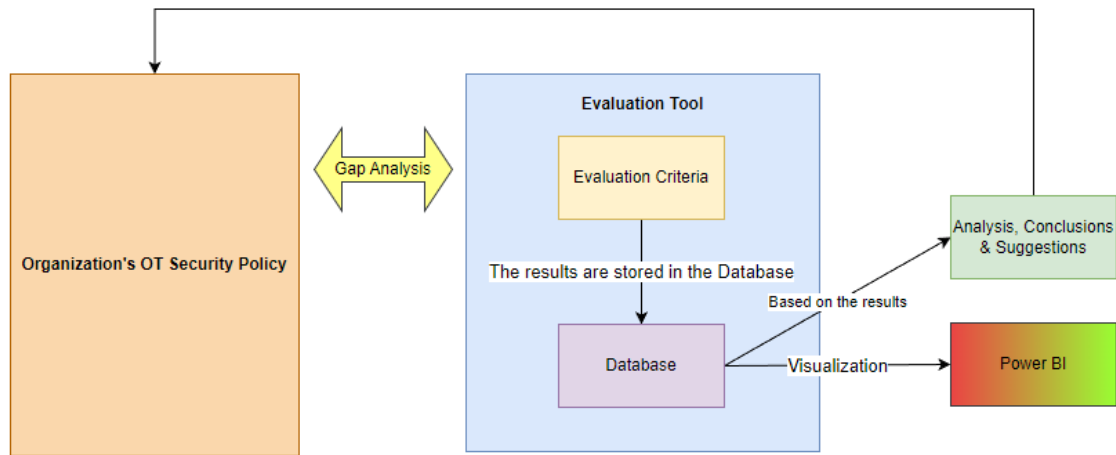 Evaluation Tool
Gap Analysis
Evaluation Criteria
Organization's OT Security Policy
The results are stored in the Database
Analysis, Conclusions
& Suggestions
Based on the results
Database
Visualization
Power BI